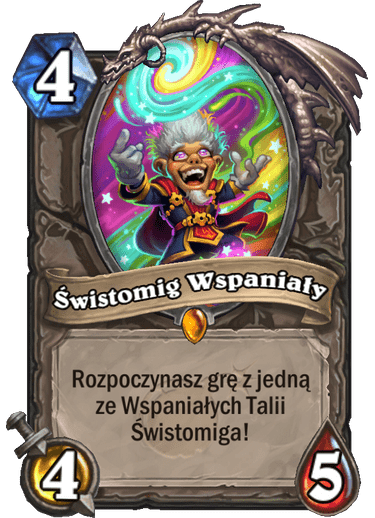 4
Świstomig Wspaniały
Rozpoczynasz grę z jedną
ze Wspaniałych Talii
Świstomiga!
4
5